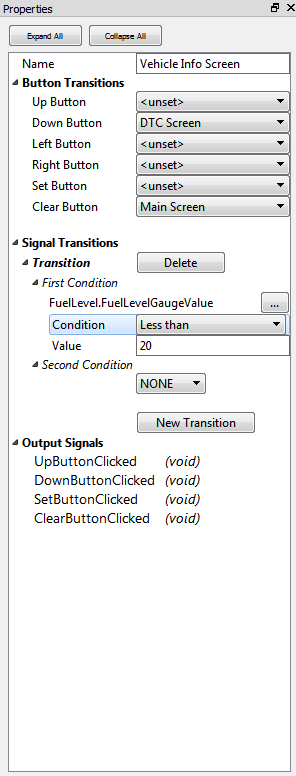 Properties
Expand All Collapse All
Name Vehicle Info Screen
Button Transitions
Up Button <unset>
Down Button DTC Screen
Left Button <unset>
Right Button <unset>
Set Button <unset>
Clear Button Main Screen
Signal Transitions
Transition Delete
First Condition
FuelLevel.FuelLevelGaugeValue ...
Condition Less than
Value 20
Second Condition
NONE
New Transition
Output Signals
UpButtonClicked (void)
DownButtonClicked (void)
SetButtonClicked (void)
ClearButtonClicked (void)